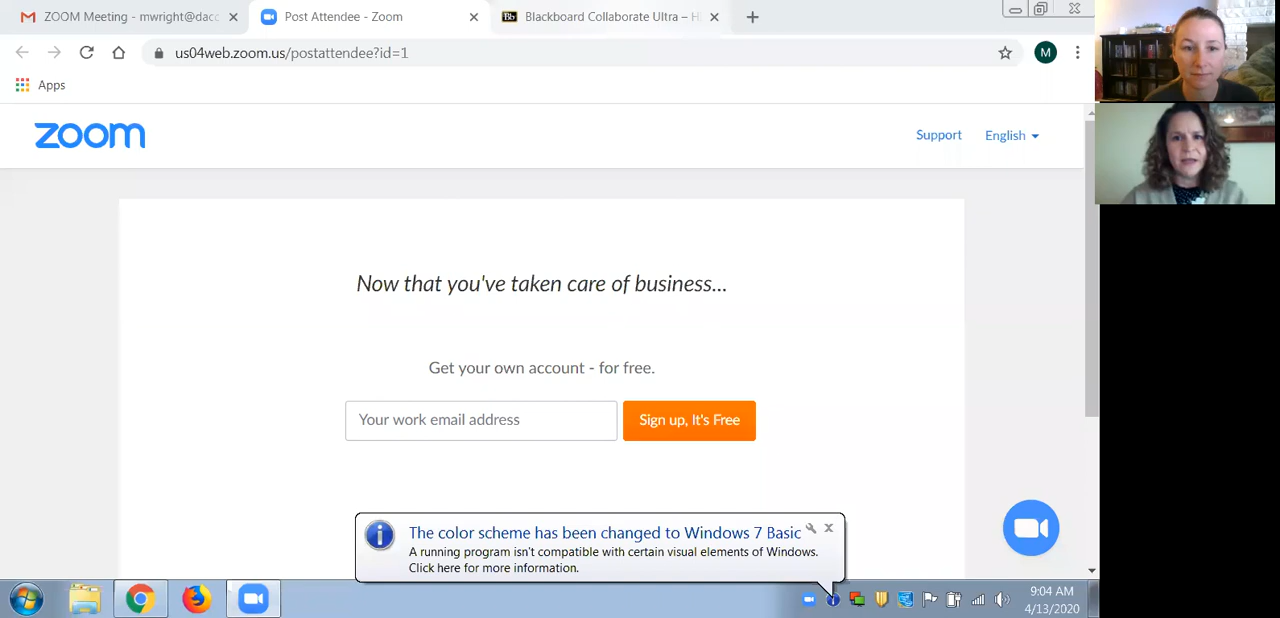 ZOOM Meeting - mwright@dacc
Post Attendee - Zoom
Blackboard Collaborate Ultra – H
us04web.zoom.us/postattendee?id=1
M
Apps
zoom
Support
English
Now that you've taken care of business...
Get your own account - for free.
Your work email address
Sign up, It's Free
The color scheme has been changed to Windows 7 Basic
A running program isn't compatible with certain visual elements of Windows.
Click here for more information.
9:04 AM
4/13/2020